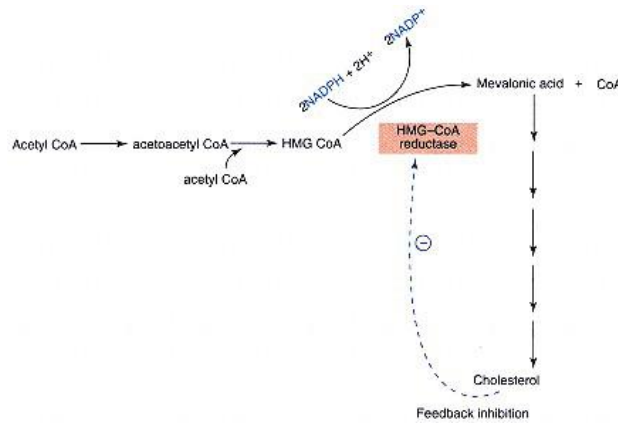 2NADPH + 2H+
2NADP+
Mevalonic acid + CoA
HMG–CoA
reductase
Acetyl CoA
acetoacetyl CoA
HMG CoA
acetyl CoA
−
Cholesterol
Feedback inhibition